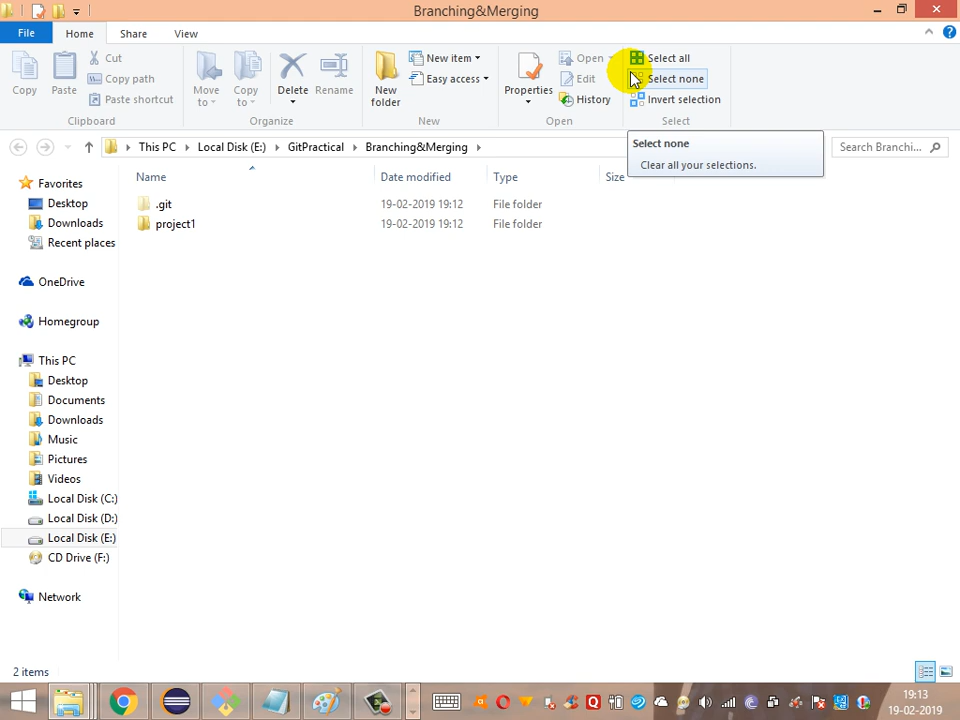 Branching&Merging
File Home Share View
Copy Paste Cut Copy path Paste shortcut
Move to Copy to Delete Rename New folder
New item Easy access
Properties Open Edit History
Select all Select none Invert selection
Clipboard Organize New Open Select
This PC Local Disk (E:) GitPractical Branching&Merging
Search Branchi...
Select none
Clear all your selections.
Name Date modified Type Size
.git 19-02-2019 19:12 File folder
project1 19-02-2019 19:12 File folder
Favorites
Desktop
Downloads
Recent places
OneDrive
Homegroup
This PC
Desktop
Documents
Downloads
Music
Pictures
Videos
Local Disk (C:)
Local Disk (D:)
Local Disk (E:)
CD Drive (F:)
Network
2 items
19:13
19-02-2019